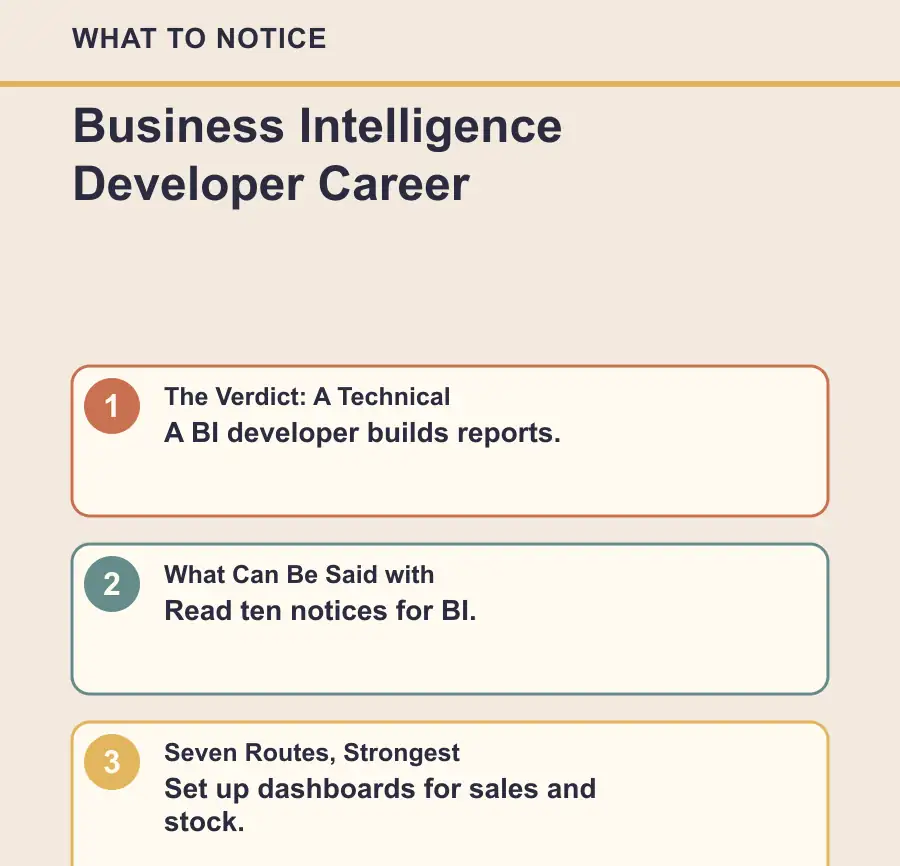 WHAT TO NOTICE
Business Intelligence
Developer Career
1
The Verdict: A Technical
A BI developer builds reports.
2
What Can Be Said with
Read ten notices for BI.
3
Seven Routes, Strongest
Set up dashboards for sales and
stock.